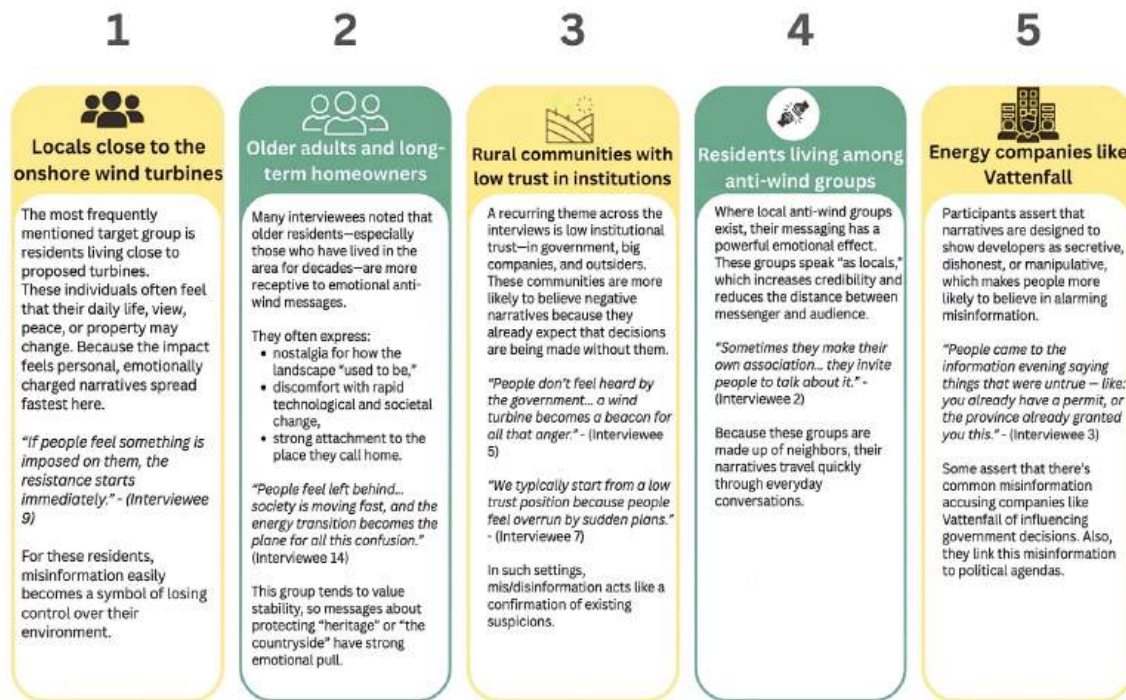 1
2
3
4
5
Locals close to the
onshore wind turbines
The most frequently
mentioned target group is
residents living close to
proposed turbines.
These individuals often feel
that their daily life, view,
peace, or property may
change. Because the impact
feels personal, emotionally
charged narratives spread
fastest here.
"If people feel something is
imposed on them, the
resistance starts
immediately." - (Interviewee
9)
For these residents,
misinformation easily
becomes a symbol of losing
control over their
environment.
Older adults and long-
term homeowners
Many interviewees noted that
older residents—especially
those who have lived in the
area for decades—are more
receptive to emotional anti-
wind messages.
They often express:
• nostalgia for how the
landscape "used to be,"
• discomfort with rapid
technological and societal
change,
• strong attachment to the
place they call home.
"People feel left behind...
society is moving fast, and the
energy transition becomes the
plane for all this confusion."
(Interviewee 14)
This group tends to value
stability, so messages about
protecting "heritage" or "the
countryside" have strong
emotional pull.
Rural communities with
low trust in institutions
A recurring theme across the
interviews is low institutional
trust—in government, big
companies, and outsiders.
These communities are more
likely to believe negative
narratives because they
already expect that decisions
are being made without them.
"People don't feel heard by
the government... a wind
turbine becomes a beacon for
all that anger." - (Interviewee
5)
"We typically start from a low
trust position because people
feel overrun by sudden plans."
- (Interviewee 7)
In such settings,
mis/disinformation acts like a
confirmation of existing
suspicions.
Residents living among
anti-wind groups
Where local anti-wind groups
exist, their messaging has a
powerful emotional effect.
These groups speak "as locals,"
which increases credibility and
reduces the distance between
messenger and audience.
"Sometimes they make their
own association... they invite
people to talk about it." -
(Interviewee 2)
Because these groups are
made up of neighbors, their
narratives travel quickly
through everyday
conversations.
Energy companies like
Vattenfall
Participants assert that
narratives are designed to
show developers as secretive,
dishonest, or manipulative,
which makes people more
likely to believe in alarming
misinformation.
"People came to the
information evening saying
things that were untrue — like:
you already have a permit, or
the province already granted
you this." - (Interviewee 3)
Some assert that there's
common misinformation
accusing companies like
Vattenfall of influencing
government decisions. Also,
they link this misinformation
to political agendas.